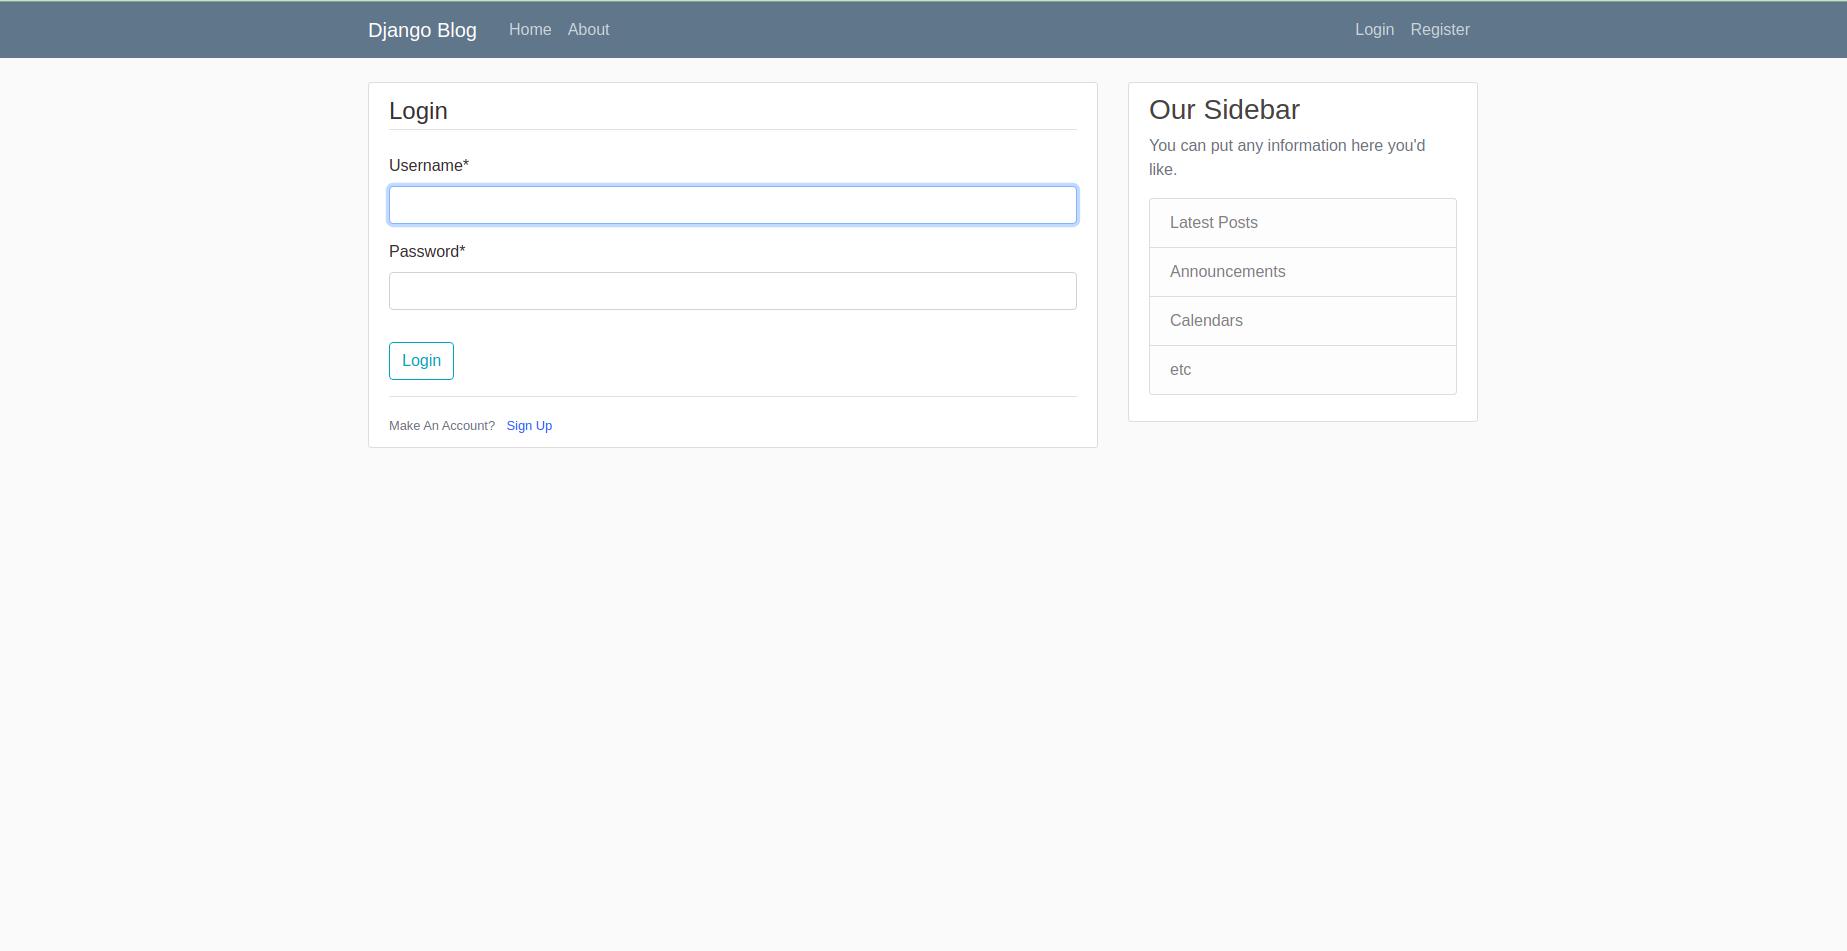 Django Blog Home About Login Register
Login
Username*
Password*
Login
Make An Account? Sign Up
Our Sidebar
You can put any information here you'd
like.
Latest Posts
Announcements
Calendars
etc